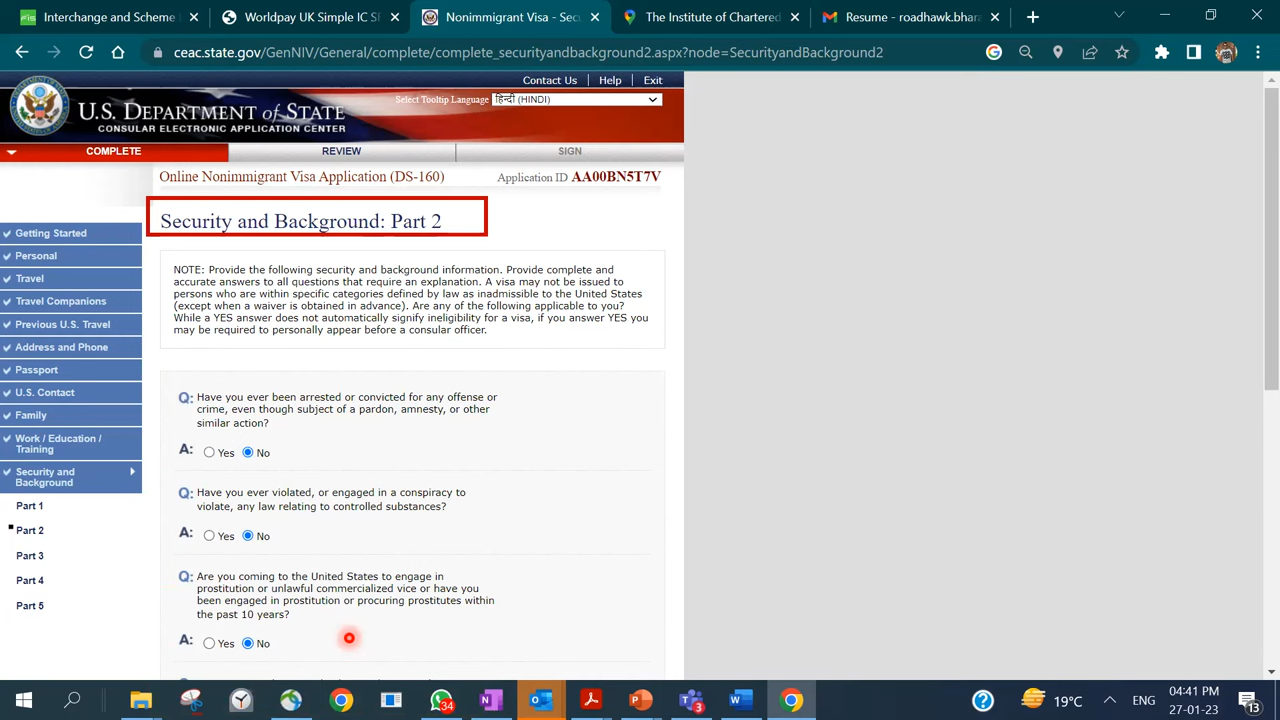 Interchange and Scheme
Worldpay UK Simple IC S
Nonimmigrant Visa - Sec
The Institute of Chartered
Resume - roadhawk.bhara
ceac.state.gov/GenNIV/General/complete/complete_securityandbackground2.aspx?node=SecurityandBackground2
Contact Us | Help | Exit
Select Tooltip Language हिन्दी (HINDI)
U.S. DEPARTMENT of STATE
CONSULAR ELECTRONIC APPLICATION CENTER
COMPLETE
REVIEW
SIGN
Online Nonimmigrant Visa Application (DS-160)
Application ID AA00BN5T7V
Security and Background: Part 2
Getting Started
Personal
Travel
Travel Companions
Previous U.S. Travel
Address and Phone
Passport
U.S. Contact
Family
Work / Education /
Training
Security and
Background
Part 1
Part 2
Part 3
Part 4
Part 5
NOTE: Provide the following security and background information. Provide complete and
accurate answers to all questions that require an explanation. A visa may not be issued to
persons who are within specific categories defined by law as inadmissible to the United States
(except when a waiver is obtained in advance). Are any of the following applicable to you?
While a YES answer does not automatically signify ineligibility for a visa, if you answer YES you
may be required to personally appear before a consular officer.
Q: Have you ever been arrested or convicted for any offense or
crime, even though subject of a pardon, amnesty, or other
similar action?
A: Yes No
Q: Have you ever violated, or engaged in a conspiracy to
violate, any law relating to controlled substances?
A: Yes No
Q: Are you coming to the United States to engage in
prostitution or unlawful commercialized vice or have you
been engaged in prostitution or procuring prostitutes within
the past 10 years?
A: Yes No
34
3
19°C
ENG
04:41 PM
27-01-23
13